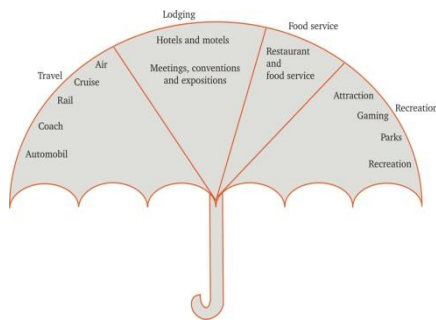 Lodging
Food service
Travel
Recreation
Air
Cruise
Rail
Coach
Automobil
Hotels and motels
Meetings, conventions
and expositions
Restaurant
and
food service
Attraction
Gaming
Parks
Recreation